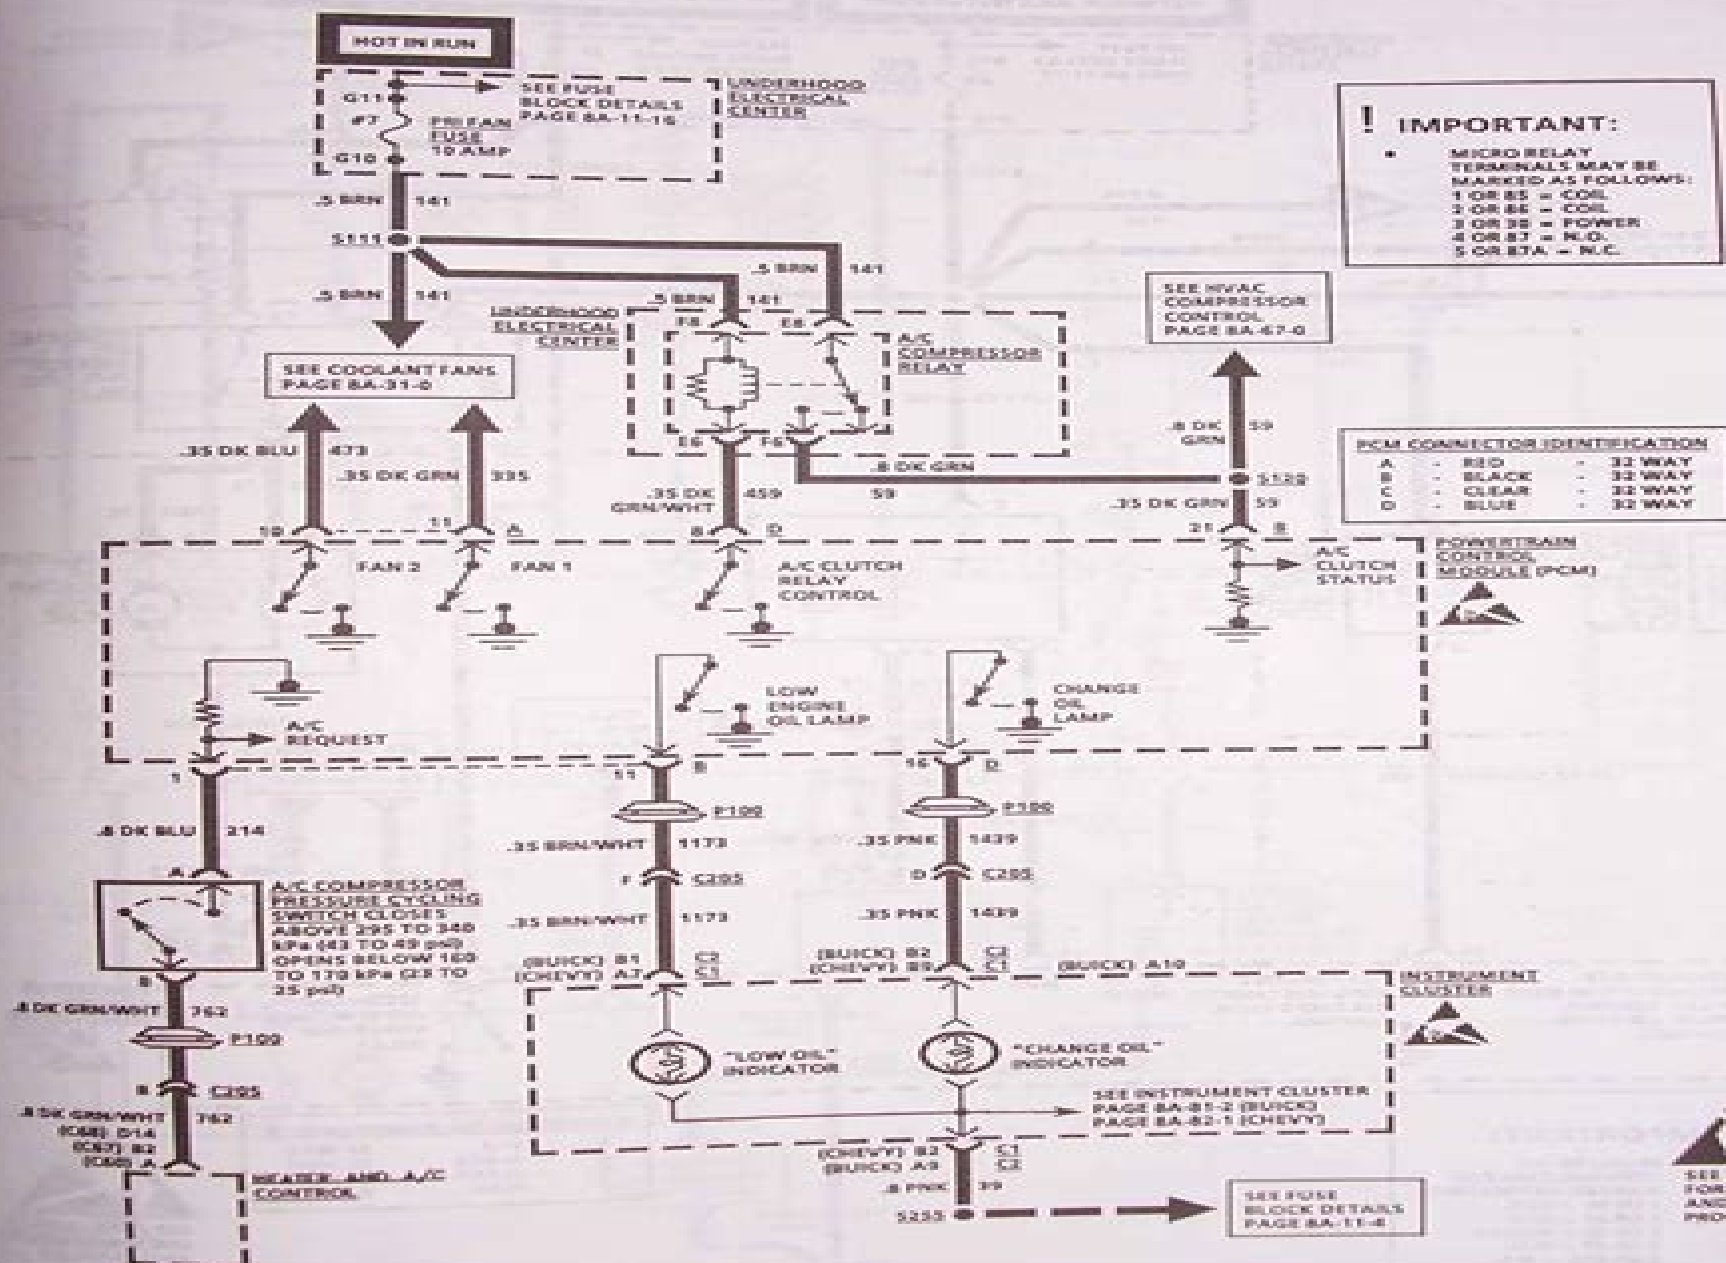 HOT IN RUN
SEE FUSE
BLOCK DETAILS
PAGE 8A-11-16
UNDERHOOD
ELECTRICAL
CENTER
G11
#7
PRI FAN
FUSE
10 AMP
G10
! IMPORTANT:
• MICRO RELAY
TERMINALS MAY BE
MARKED AS FOLLOWS:
1 OR 85 = COIL
2 OR 86 = COIL
3 OR 30 = POWER
4 OR 87 = N.O.
5 OR 87A = N.C.
.5 BRN 141
S111
.5 BRN 141
.5 BRN 141
.5 BRN 141
SEE HVAC
COMPRESSOR
CONTROL
PAGE 8A-67-0
UNDERHOOD
ELECTRICAL
CENTER
F8 E8
A/C
COMPRESSOR
RELAY
SEE COOLANT FANS
PAGE 8A-31-0
E6 F6
.35 DK BLU 473
.35 DK GRN 335
.35 DK
GRN/WHT
459
.8 DK GRN
59
.8 DK
GRN
59
S120
.35 DK GRN 59
PCM CONNECTOR IDENTIFICATION
A - RED - 32 WAY
B - BLACK - 32 WAY
C - CLEAR - 32 WAY
D - BLUE - 32 WAY
10 11 A
D
21 B
FAN 2
FAN 1
A/C CLUTCH
RELAY
CONTROL
A/C
CLUTCH
STATUS
POWERTRAIN
CONTROL
MODULE (PCM)
A/C
REQUEST
LOW
ENGINE
OIL LAMP
CHANGE
OIL
LAMP
1
B
D
P100
P100
.8 DK BLU 214
.35 BRN/WHT 1173
.35 PNK 1439
A
F C205
D C205
.35 BRN/WHT 1173
.35 PNK 1439
A/C COMPRESSOR
PRESSURE CYCLING
SWITCH CLOSES
ABOVE 295 TO 340
kPa (43 TO 49 psi)
OPENS BELOW 160
TO 170 kPa (23 TO
25 psi)
B
(BUICK) B1 C2
(CHEVY) A7 C1
(BUICK) B2 C2
(CHEVY) B9 C1
(BUICK) A10
INSTRUMENT
CLUSTER
.8 DK GRN/WHT 762
P100
B C205
.8 DK GRN/WHT 762
(C68) D14
(C67) B2
(C60) A
HEATER AND A/C
CONTROL
"LOW OIL"
INDICATOR
"CHANGE OIL"
INDICATOR
SEE INSTRUMENT CLUSTER
PAGE 8A-81-2 (BUICK)
PAGE 8A-82-1 (CHEVY)
(CHEVY) B2 C1
(BUICK) A9 C2
.8 PNK 39
SEE FUSE
BLOCK DETAILS
PAGE 8A-11-4
SEE
FOR
AND